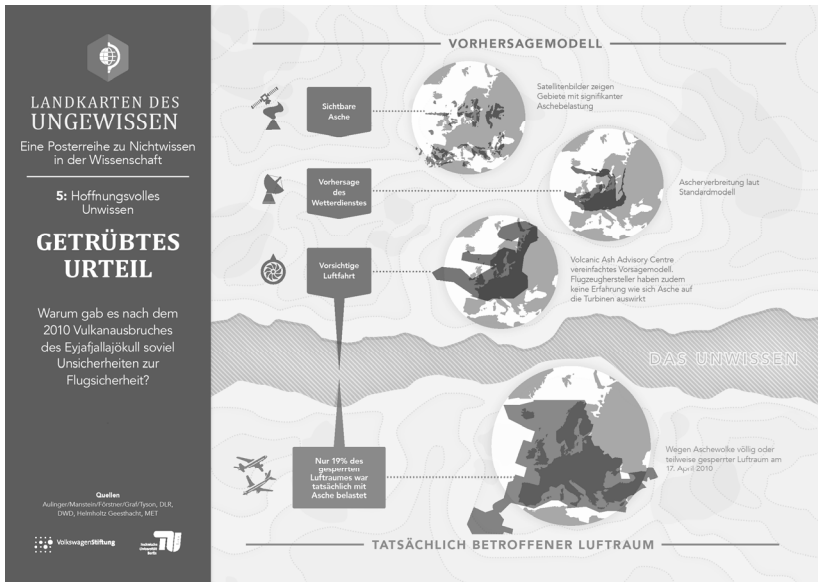 LANDKARTEN DES
UNGEWISSEN
Eine Posterreihe zu Nichtwissen
in der Wissenschaft
5: Hoffnungsvolles
Unwissen
GETRÜBTES
URTEIL
Warum gab es nach dem
2010 Vulkanausbruches
des Eyjafjallajökull soviel
Unsicherheiten zur
Flugsicherheit?
Quellen
Aulinger/Manstein/Förstner/Graf/Tyson, DLR,
DWD, Helmholtz Geesthacht, MET
VolkswagenStiftung
Technische
Universität
Berlin
VORHERSAGEMODELL
Sichtbare
Asche
Satellitenbilder zeigen
Gebiete mit signifikanter
Aschebelastung
Vorhersage
des
Wetterdienstes
Ascherverbreitung laut
Standardmodell
Vorsichtige
Luftfahrt
Volcanic Ash Advisory Centre
vereinfachtes Vorsagemodell.
Flugzeughersteller haben zudem
keine Erfahrung wie sich Asche auf
die Turbinen auswirkt
DAS UNWISSEN
Nur 19% des
gesperrten
Luftraumes war
tatsächlich mit
Asche belastet
Wegen Aschewolke völlig oder
teilweise gesperrter Luftraum am
17. April 2010
TATSÄCHLICH BETROFFENER LUFTRAUM